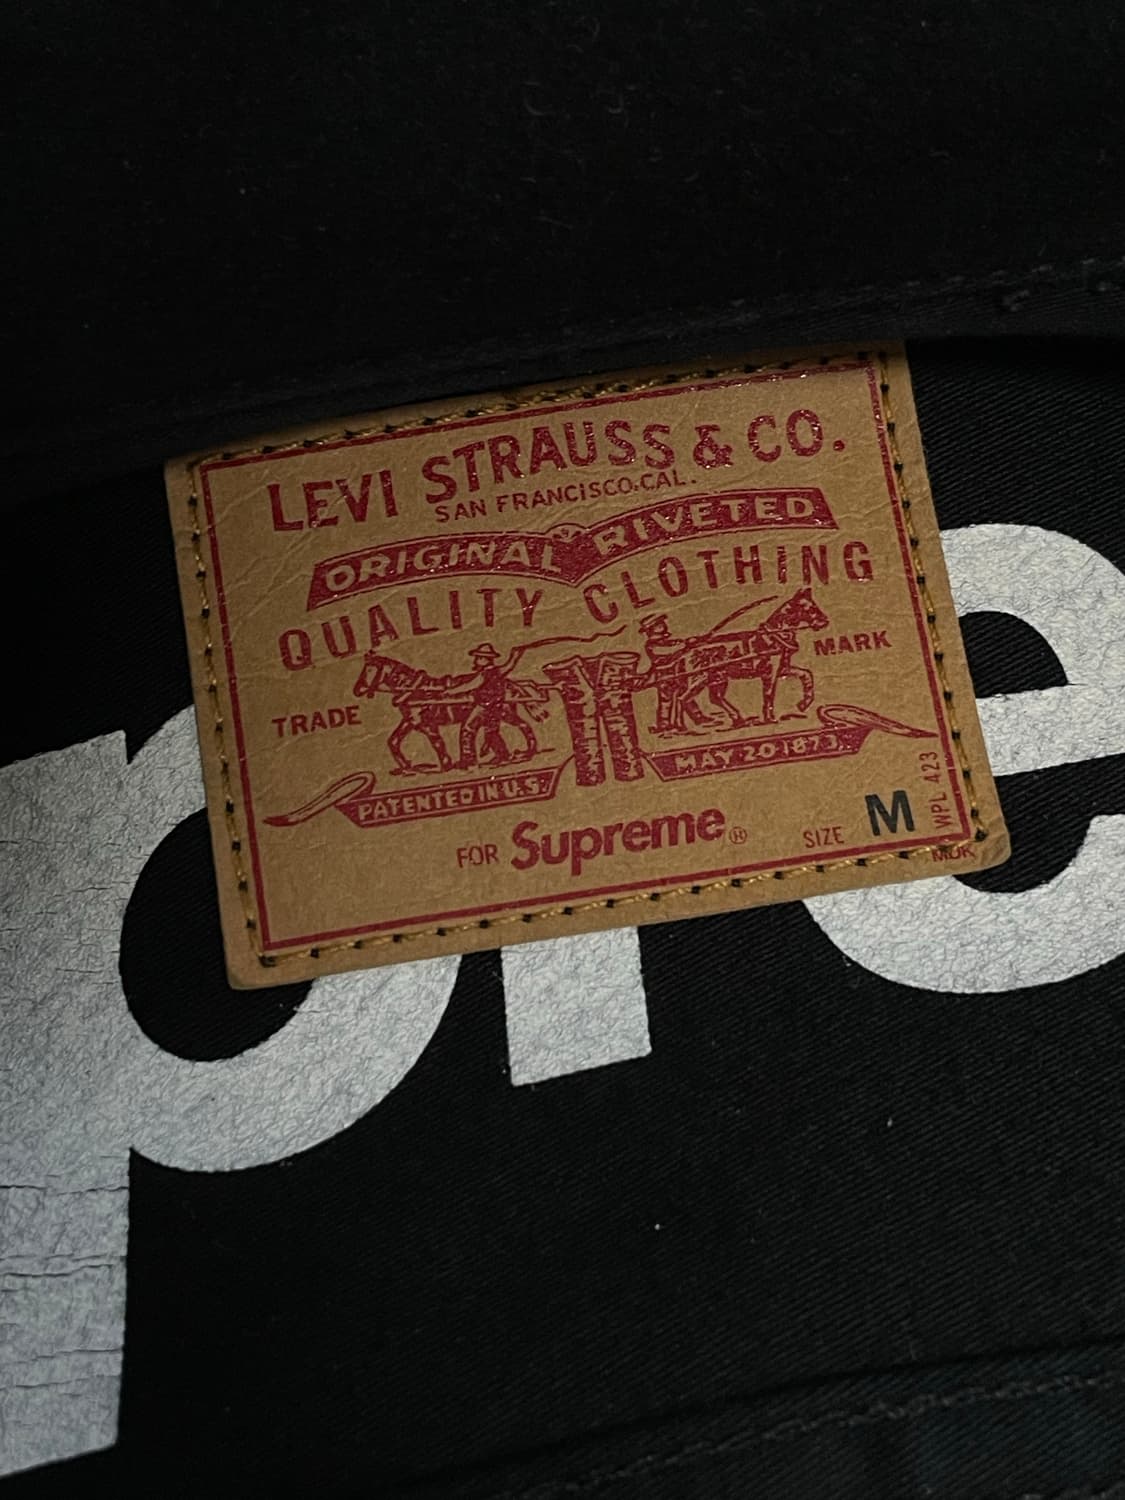 LEVI STRAUSS & CO.
SAN FRANCISCO.CAL.
ORIGINAL RIVETED
QUALITY CLOTHING
TRADE MARK
PATENTED IN U.S. MAY 20 1873
FOR Supreme® SIZE M
WPL 423
pre